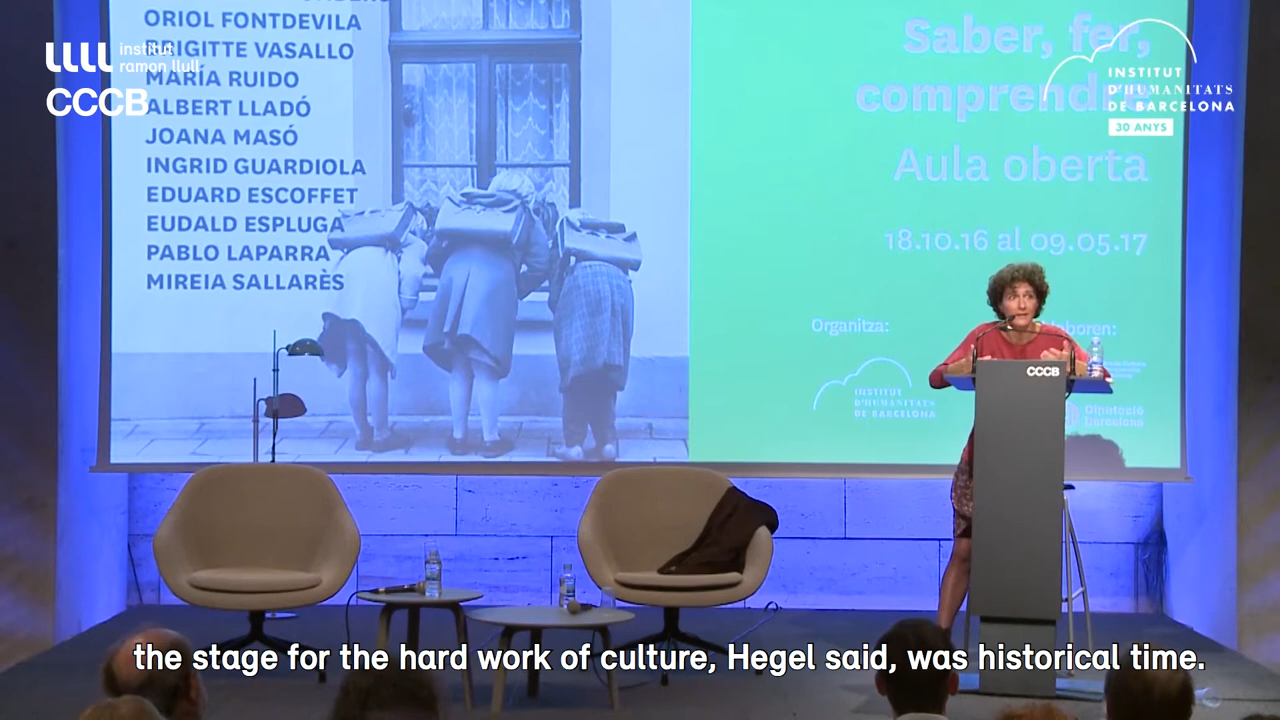 ORIOL FONTDEVILA
BRIGITTE VASALLO
MARÍA RUIDO
ALBERT LLADÓ
JOANA MASÓ
INGRID GUARDIOLA
EDUARD ESCOFFET
EUDALD ESPLUGA
PABLO LAPARRA
MIREIA SALLARÈS
institut
ramon llull
CCCB
Saber, fer,
comprendre
Aula oberta
18.10.16 al 09.05.17
Organitza:
INSTITUT
D'HUMANITATS
DE BARCELONA
Diputació
Barcelona
INSTITUT
D'HUMANITATS
DE BARCELONA
30 ANYS
CCCB
the stage for the hard work of culture, Hegel said, was historical time.